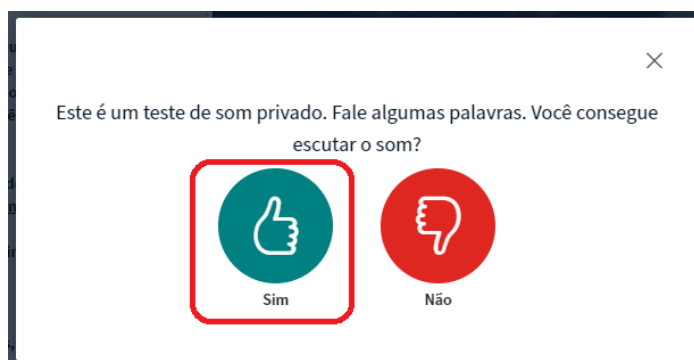 Este é um teste de som privado. Fale algumas palavras. Você consegue
escutar o som?
Sim
Não